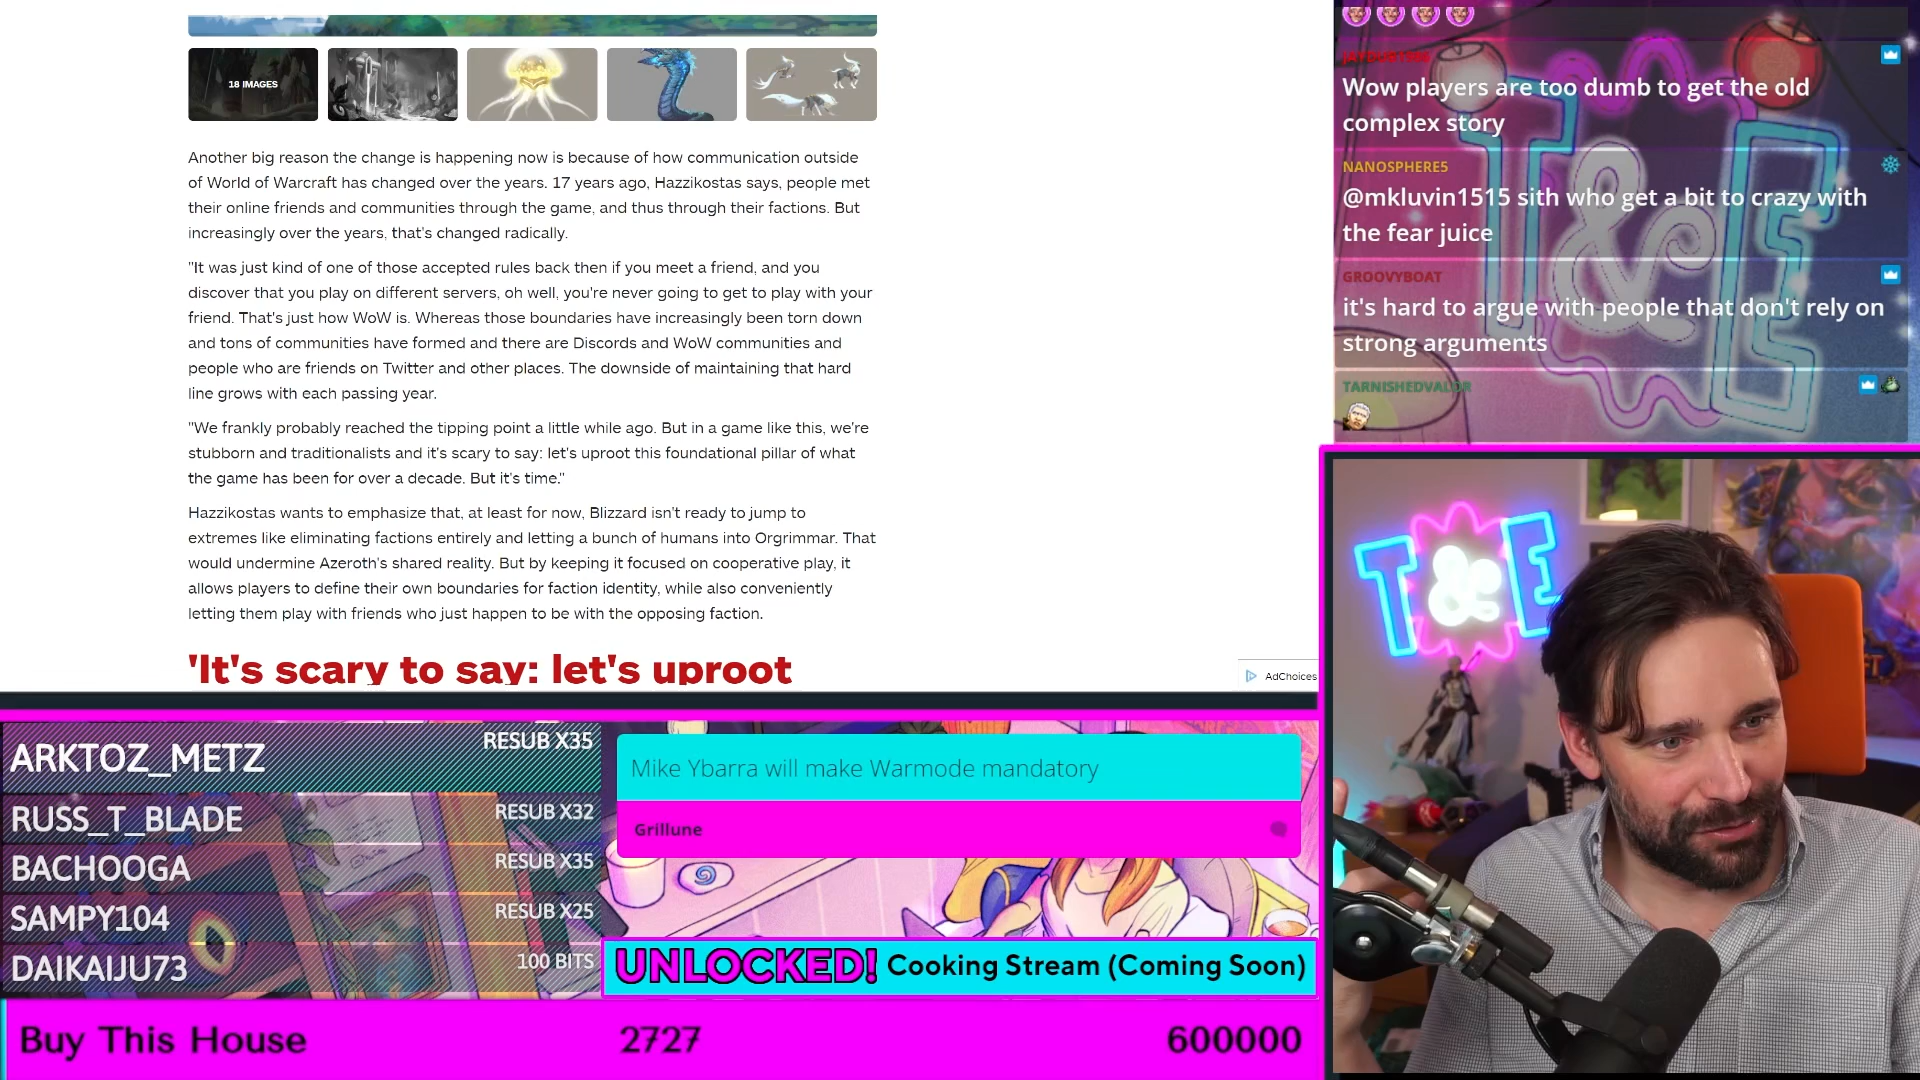 18 IMAGES
Another big reason the change is happening now is because of how communication outside
of World of Warcraft has changed over the years. 17 years ago, Hazzikostas says, people met
their online friends and communities through the game, and thus through their factions. But
increasingly over the years, that's changed radically.
"It was just kind of one of those accepted rules back then if you meet a friend, and you
discover that you play on different servers, oh well, you're never going to get to play with your
friend. That's just how WoW is. Whereas those boundaries have increasingly been torn down
and tons of communities have formed and there are Discords and WoW communities and
people who are friends on Twitter and other places. The downside of maintaining that hard
line grows with each passing year.
"We frankly probably reached the tipping point a little while ago. But in a game like this, we're
stubborn and traditionalists and it's scary to say: let's uproot this foundational pillar of what
the game has been for over a decade. But it's time."
Hazzikostas wants to emphasize that, at least for now, Blizzard isn't ready to jump to
extremes like eliminating factions entirely and letting a bunch of humans into Orgrimmar. That
would undermine Azeroth's shared reality. But by keeping it focused on cooperative play, it
allows players to define their own boundaries for faction identity, while also conveniently
letting them play with friends who just happen to be with the opposing faction.
'It's scary to say: let's uproot
AdChoices
Wow players are too dumb to get the old
complex story
NANOSPHERE5
@mkluvin1515 sith who get a bit to crazy with
the fear juice
GROOVYBOAT
it's hard to argue with people that don't rely on
strong arguments
TARNISHEDVALOR
T&E
T&E
ARKTOZ_METZ RESUB X35
RUSS_T_BLADE RESUB X32
BACHOOGA RESUB X35
SAMPY104 RESUB X25
DAIKAIJU73 100 BITS
Mike Ybarra will make Warmode mandatory
Grillune
UNLOCKED! Cooking Stream (Coming Soon)
Buy This House 2727 600000